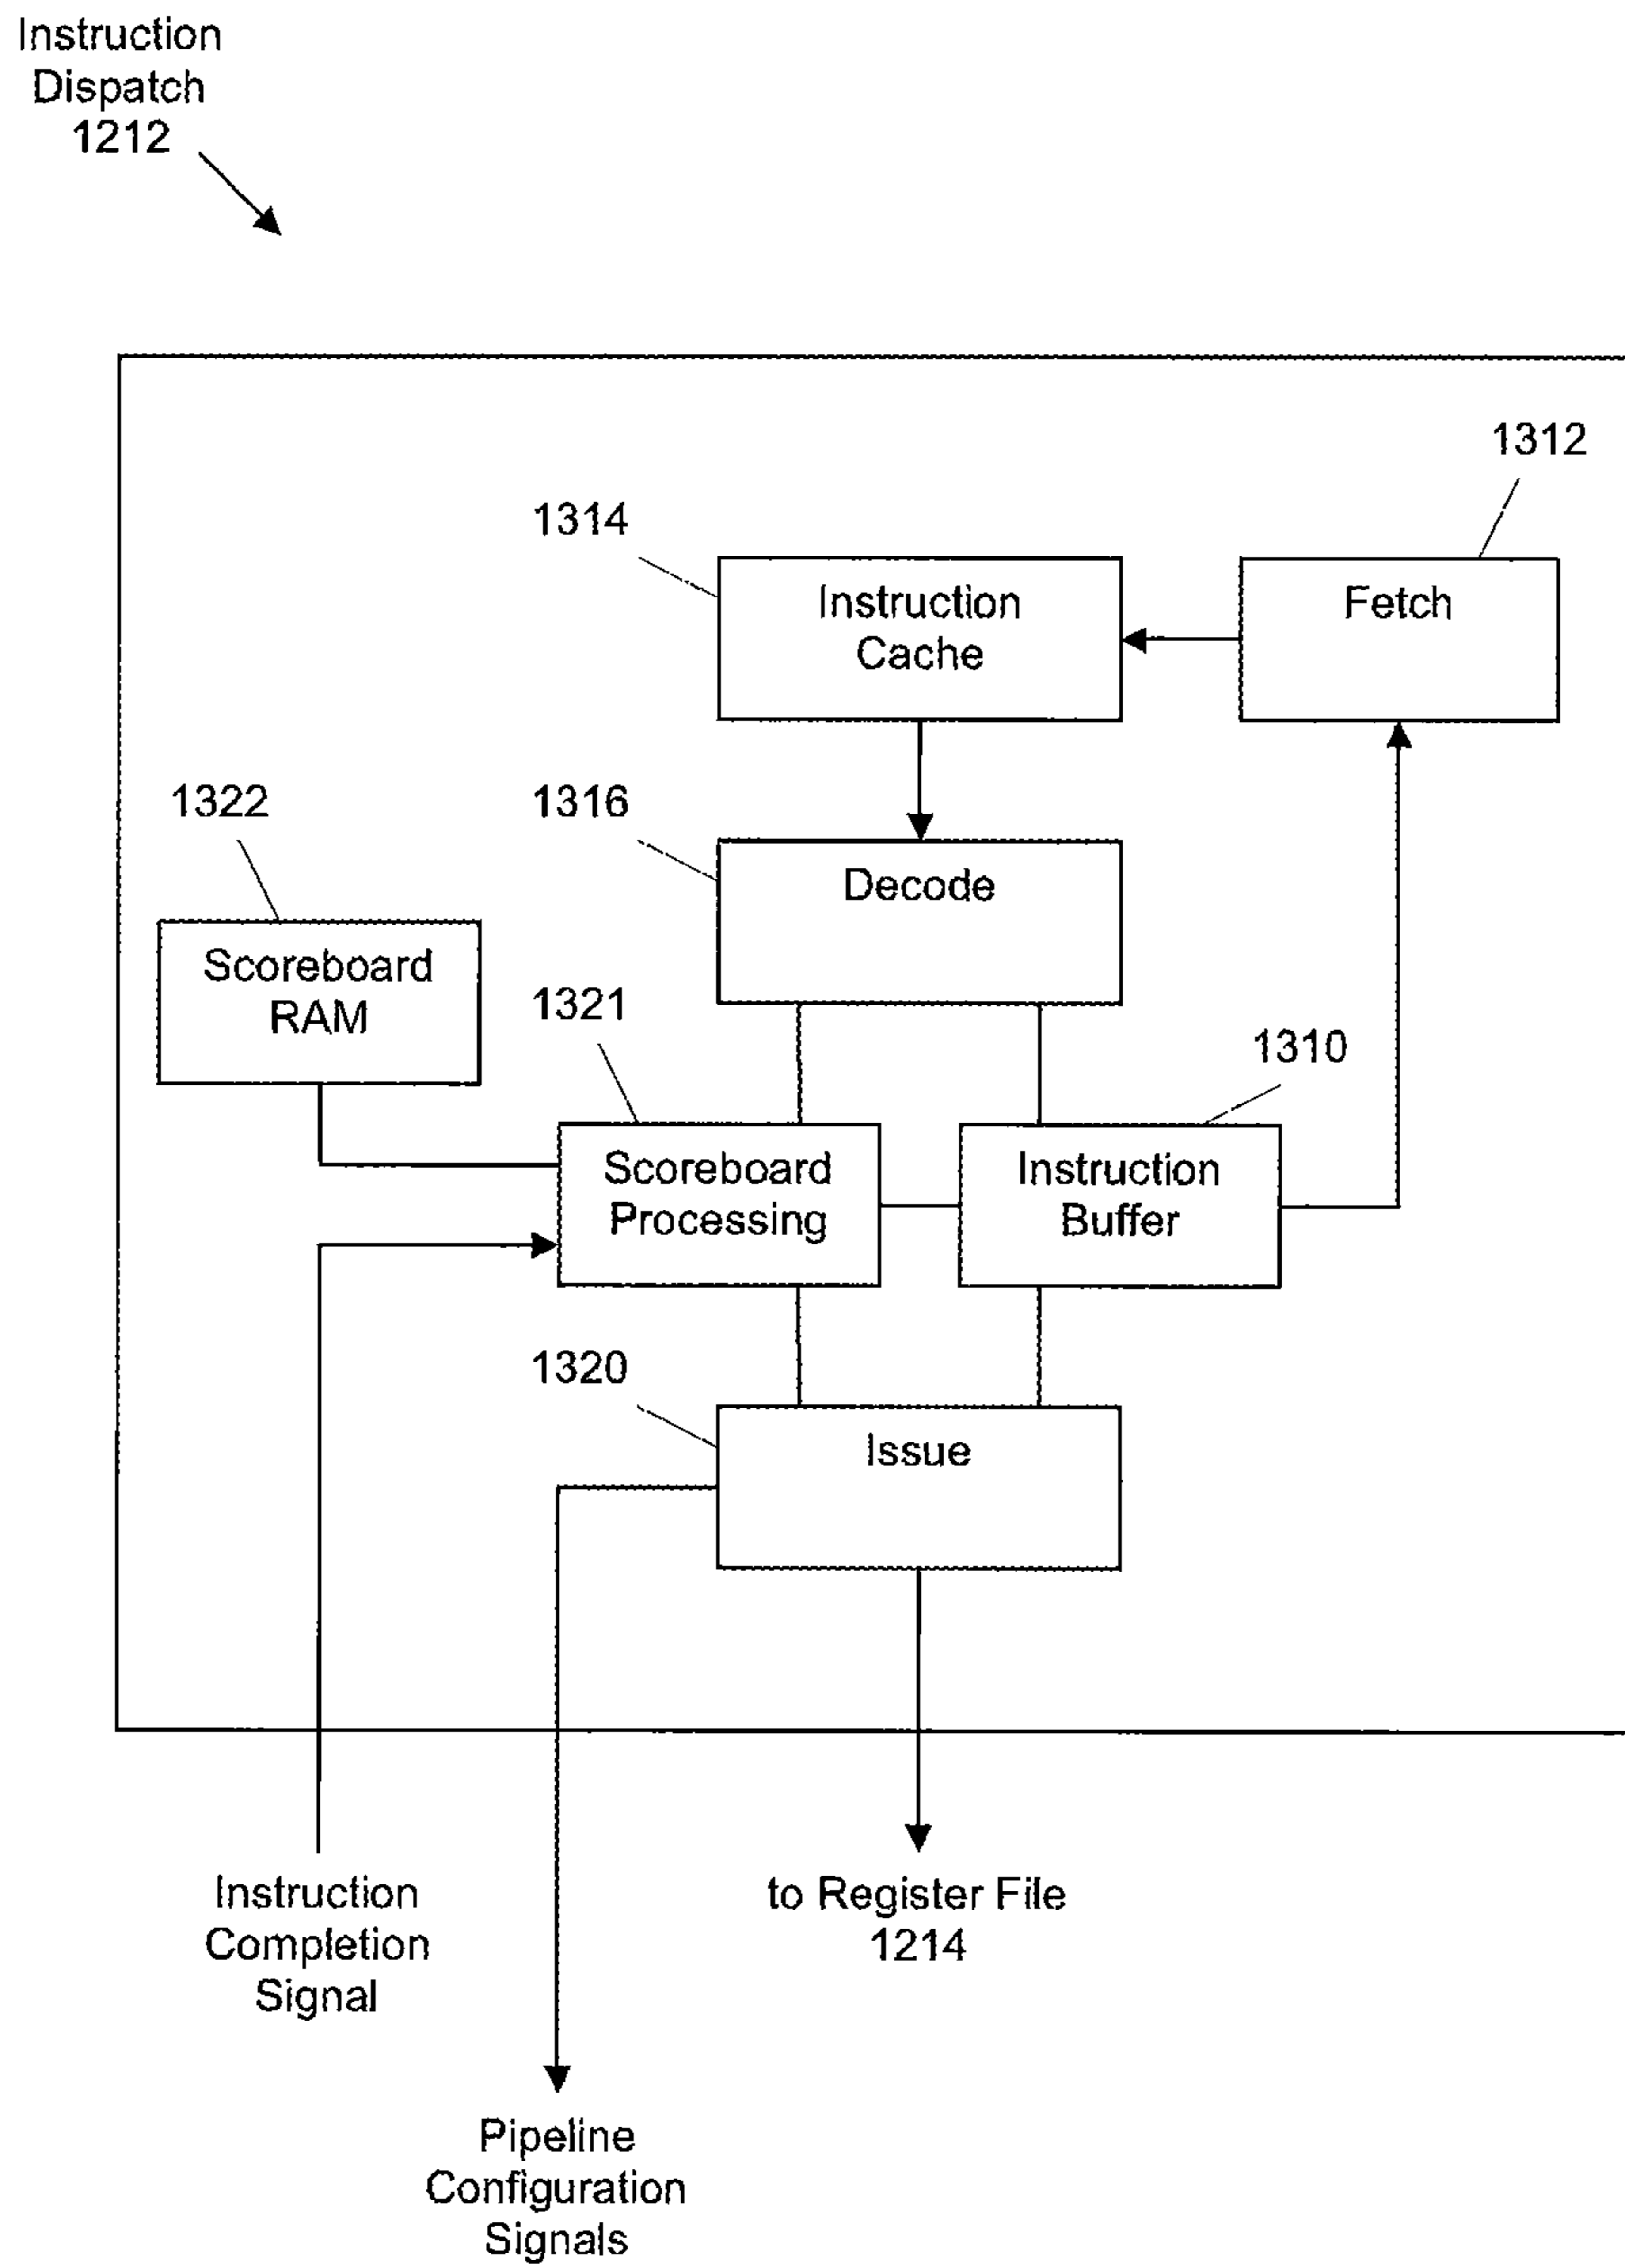 Instruction
Dispatch
1212
1312
1314
Instruction
Cache
Fetch
1322
1316
Decode
Scoreboard
RAM
1321
1310
Scoreboard
Processing
Instruction
Buffer
1320
Issue
Instruction
Completion
Signal
to Register File
1214
Pipeline
Configuration
Signals